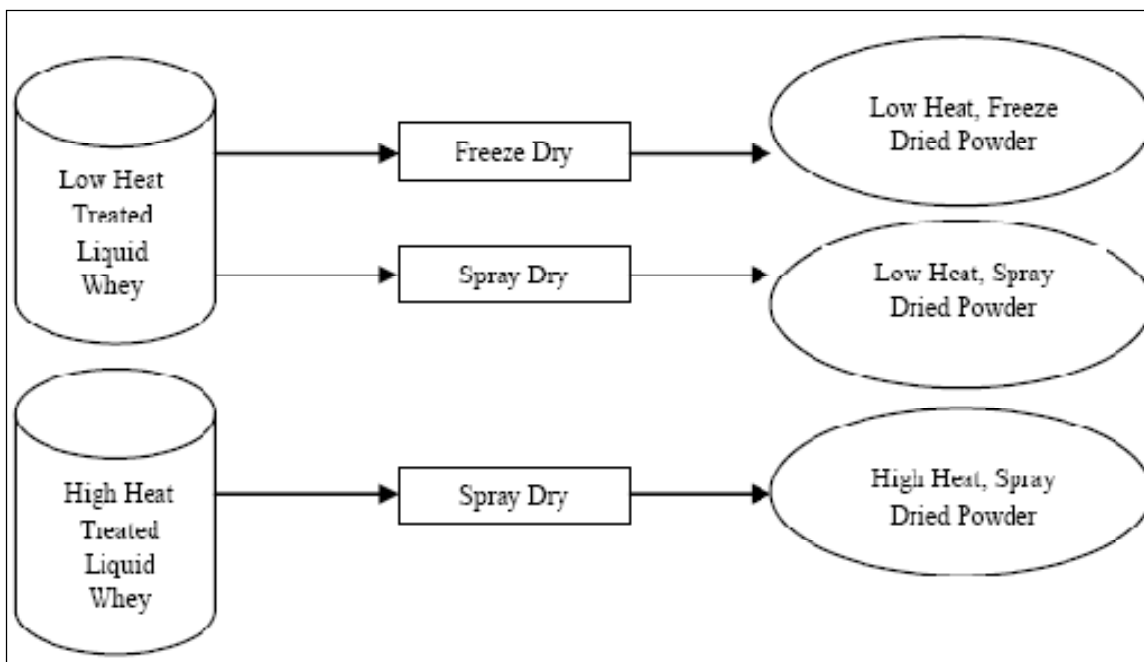 Low Heat
Treated
Liquid
Whey
Freeze Dry
Low Heat, Freeze
Dried Powder
Spray Dry
Low Heat, Spray
Dried Powder
High Heat
Treated
Liquid
Whey
Spray Dry
High Heat, Spray
Dried Powder